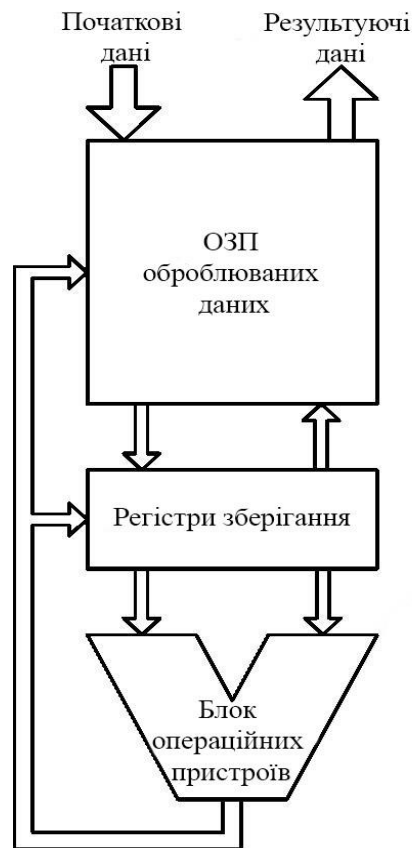 Початкові
дані
Результуючі
дані
ОЗП
оброблюваних
даних
Регістри зберігання
Блок
операційних
пристроїв